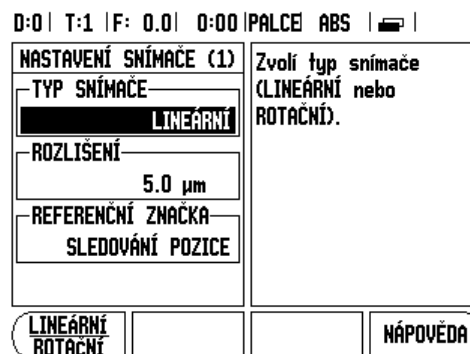 D:0 T:1 F: 0.0 0:00 PALCE ABS
NASTAVENÍ SNÍMAČE (1)
TYP SNÍMAČE
LINEÁRNÍ
ROZLIŠENÍ
5.0 µm
REFERENČNÍ ZNAČKA
SLEDOVÁNÍ POZICE
Zvolí typ snímače
(LINEÁRNÍ nebo
ROTAČNÍ).
LINEÁRNÍ
ROTAČNÍ
NÁPOVĚDA